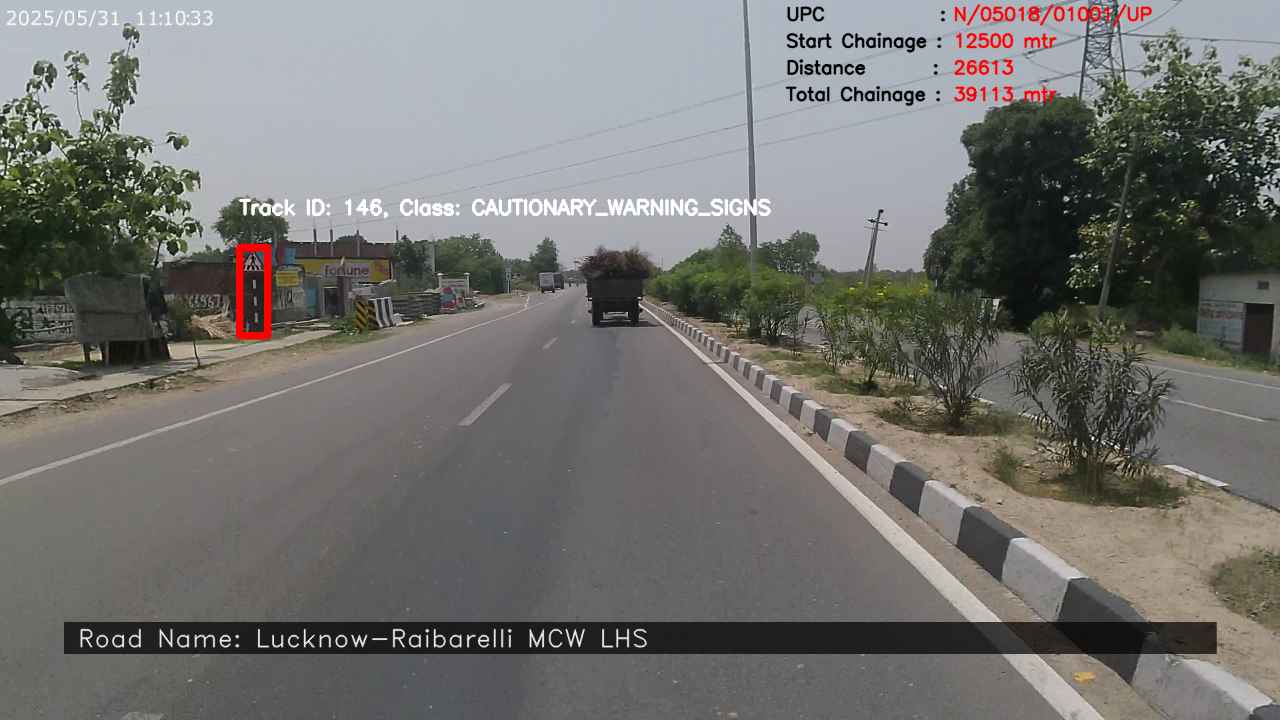 2025/05/31 11:10:33
UPC : N/05018/01001/UP
Start Chainage : 12500 mtr
Distance : 26613
Total Chainage : 39113 mtr
Track ID: 146, Class: CAUTIONARY_WARNING_SIGNS
fortune
Road Name: Lucknow-Raibarelli MCW LHS